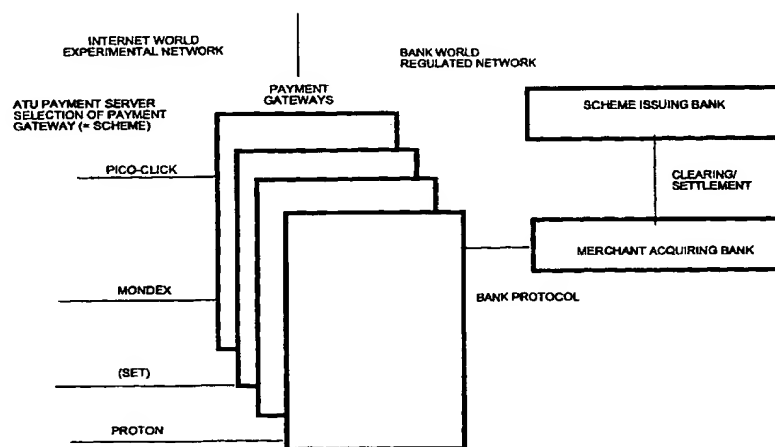 INTERNET WORLD
EXPERIMENTAL NETWORK
BANK WORLD
REGULATED NETWORK
PAYMENT
GATEWAYS
ATU PAYMENT SERVER
SELECTION OF PAYMENT
GATEWAY (= SCHEME)
SCHEME ISSUING BANK
PICO-CLICK
CLEARING/
SETTLEMENT
MERCHANT ACQUIRING BANK
MONDEX
BANK PROTOCOL
(SET)
PROTON